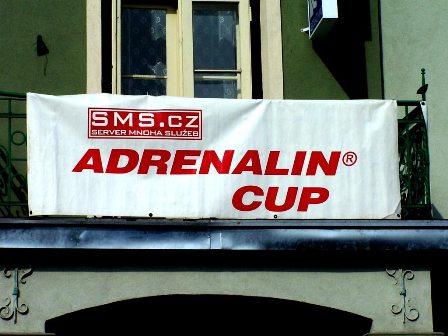 SMS.CZ
SERVER MNOHA SLUŽEB
ADRENALIN®
CUP